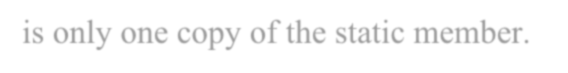 is only one copy of the static member.